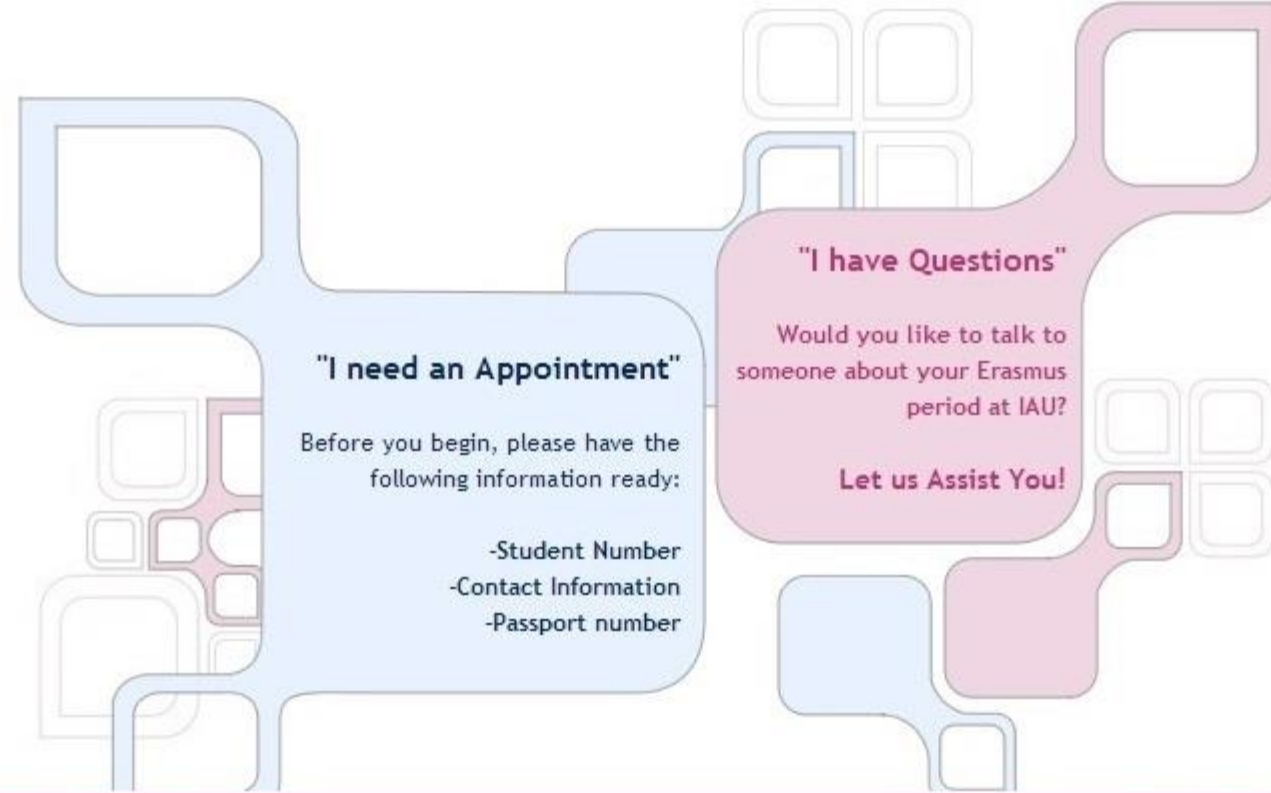 "I need an Appointment"
Before you begin, please have the
following information ready:
-Student Number
-Contact Information
-Passport number
"I have Questions"
Would you like to talk to
someone about your Erasmus
period at IAU?
Let us Assist You!